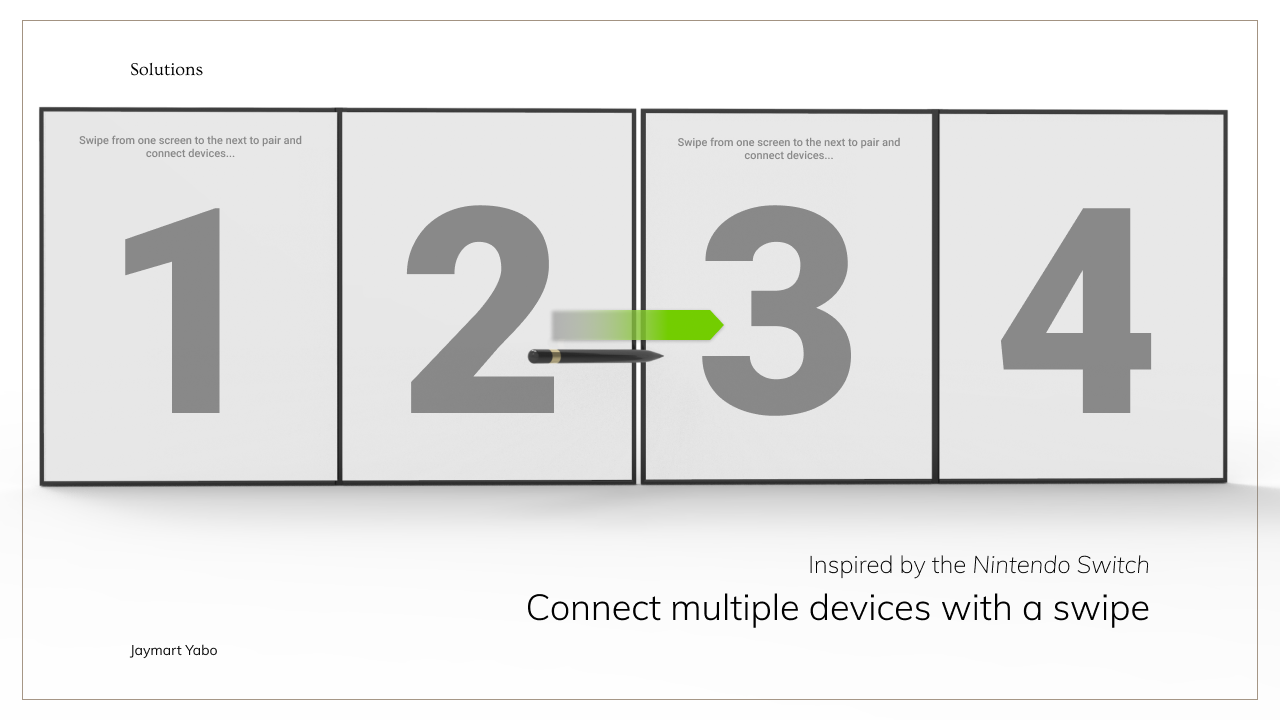 Solutions
Swipe from one screen to the next to pair and
connect devices...
Swipe from one screen to the next to pair and
connect devices...
1 2 3 4
Inspired by the Nintendo Switch
Connect multiple devices with a swipe
Jaymart Yabo